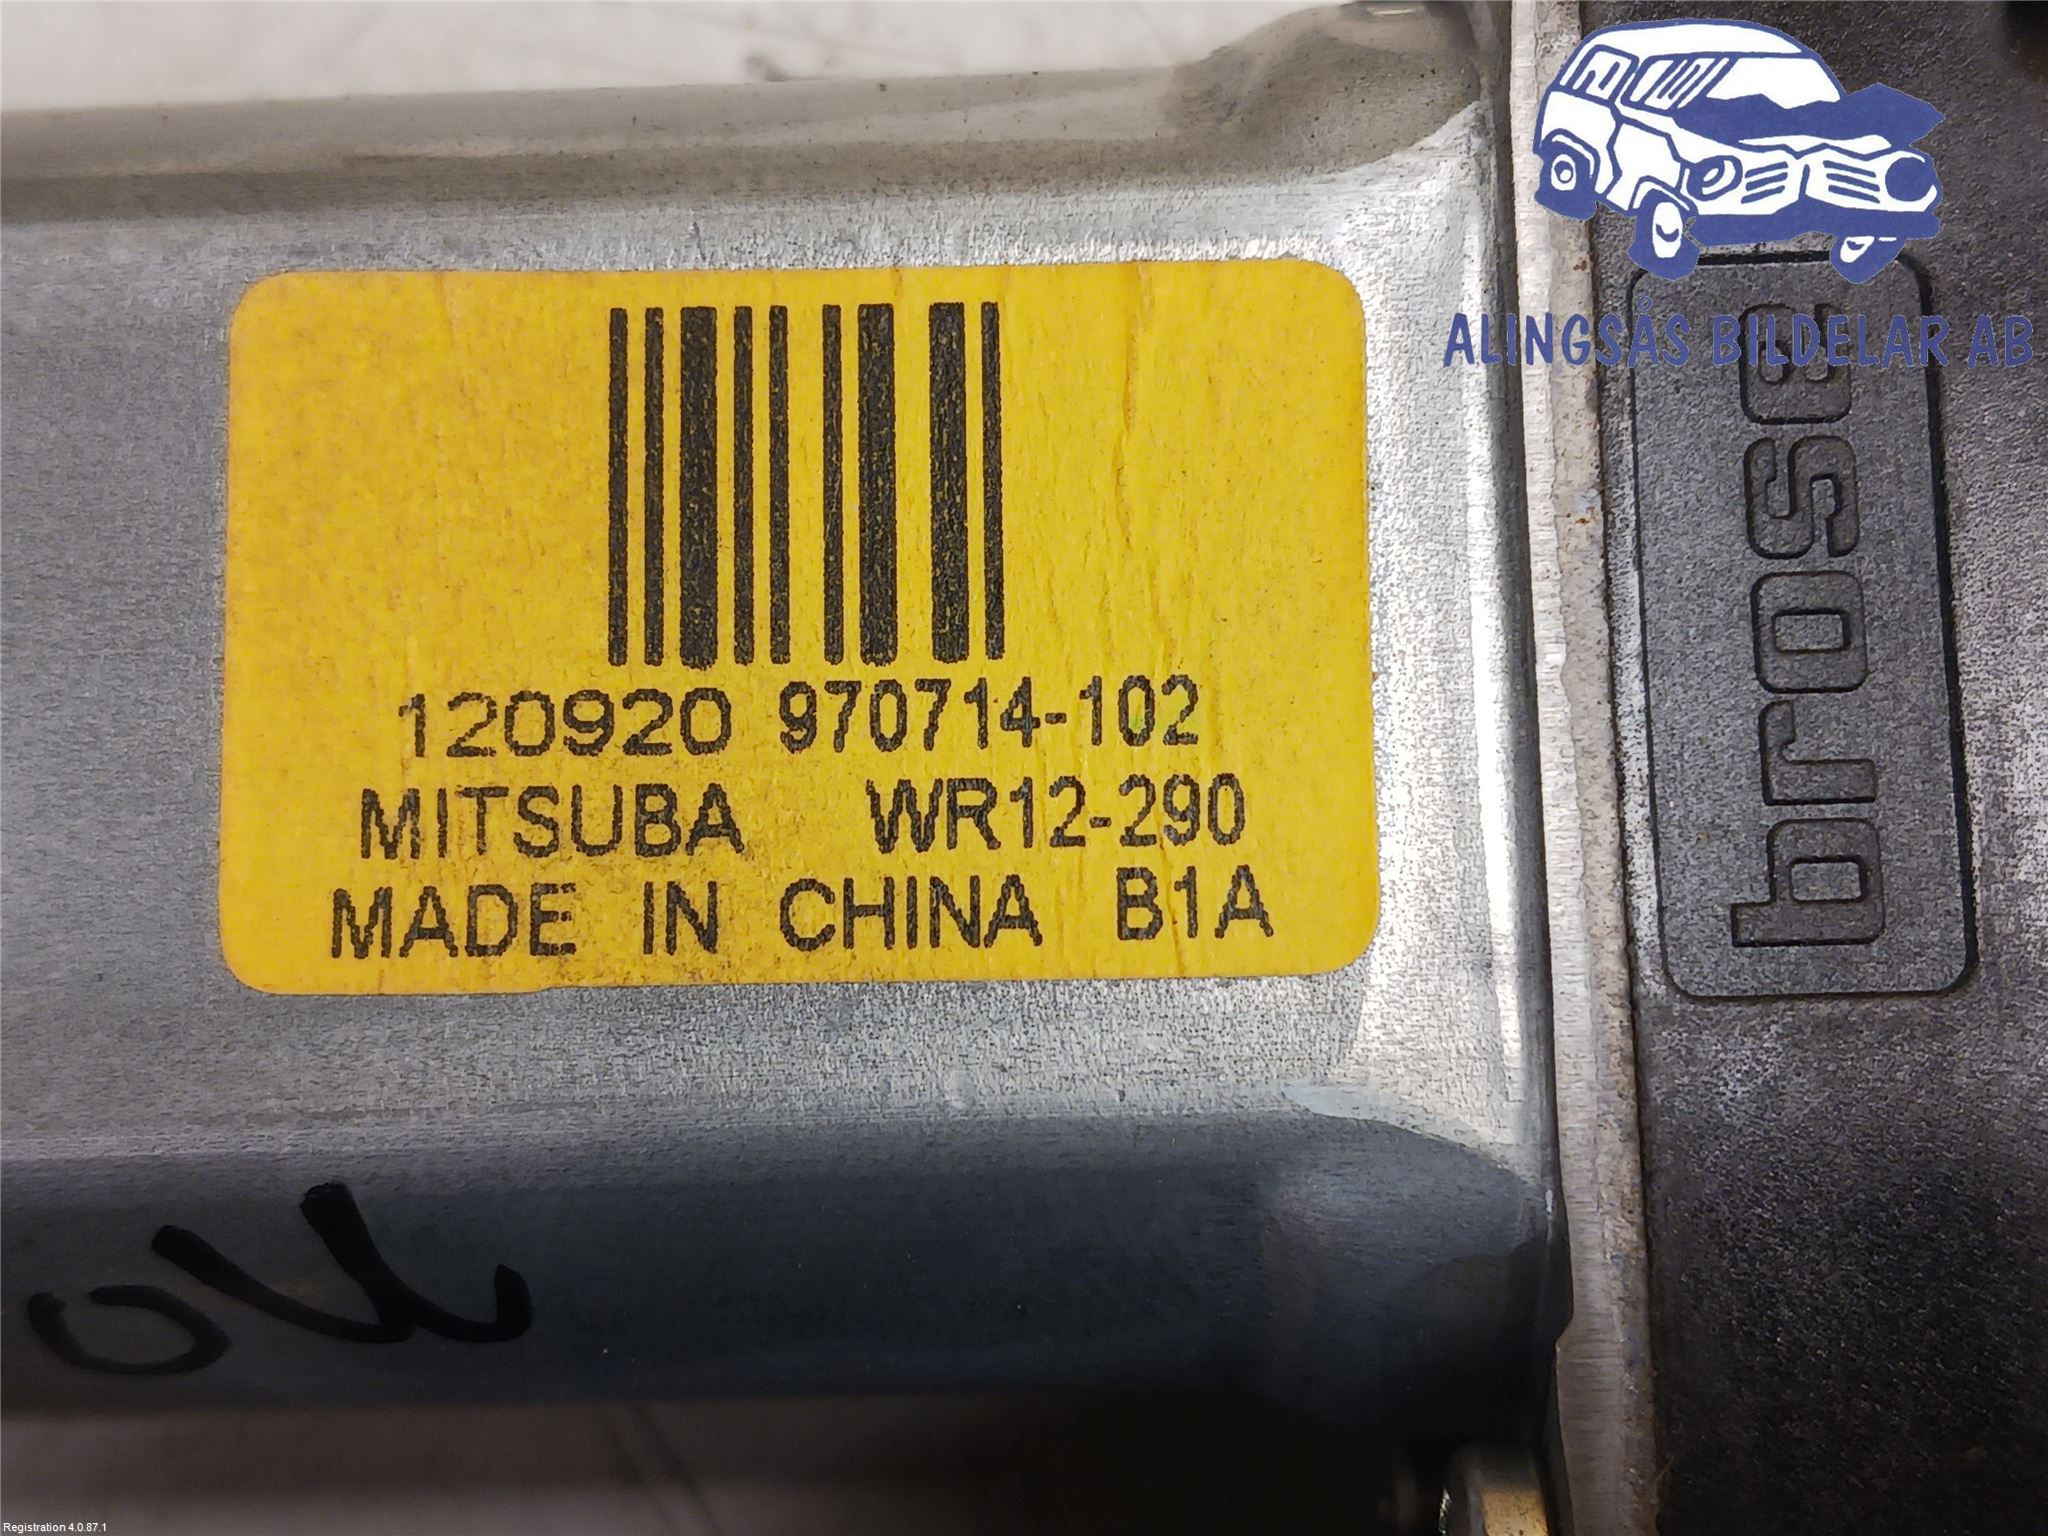 ALINGSÅS BILDELAR AB
brose
120920 970714-102
MITSUBA WR12-290
MADE IN CHINA B1A
Registration 4.0.87.1